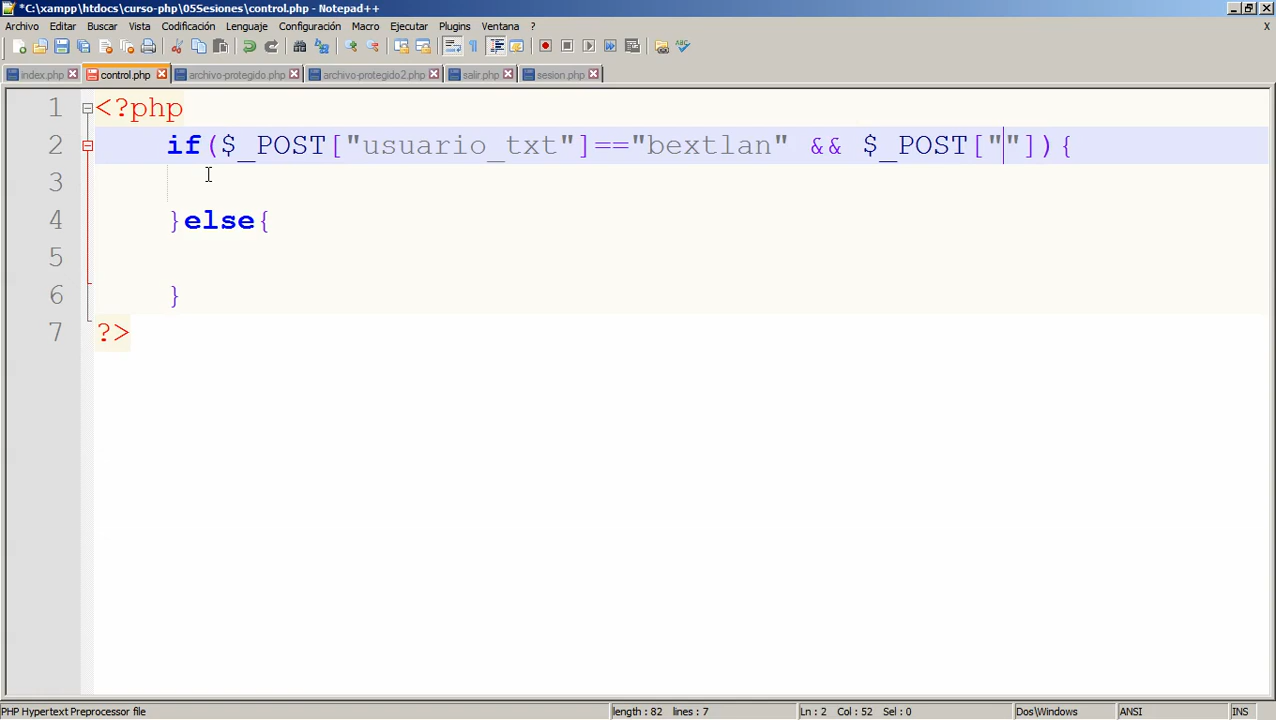 *C:\xampp\htdocs\curso-php\05Sesiones\control.php - Notepad++
Archivo Editar Buscar Vista Codificación Lenguaje Configuración Macro Ejecutar Plugins Ventana ? X
index.php control.php archivo-protegido.php archivo-protegido2.php salir.php sesion.php
1 <?php
2 if($_POST["usuario_txt"]=="bextlan" && $_POST[""]){
3
4 }else{
5
6 }
7 ?>
PHP Hypertext Preprocessor file length : 82 lines : 7 Ln : 2 Col : 52 Sel : 0 Dos\Windows ANSI INS